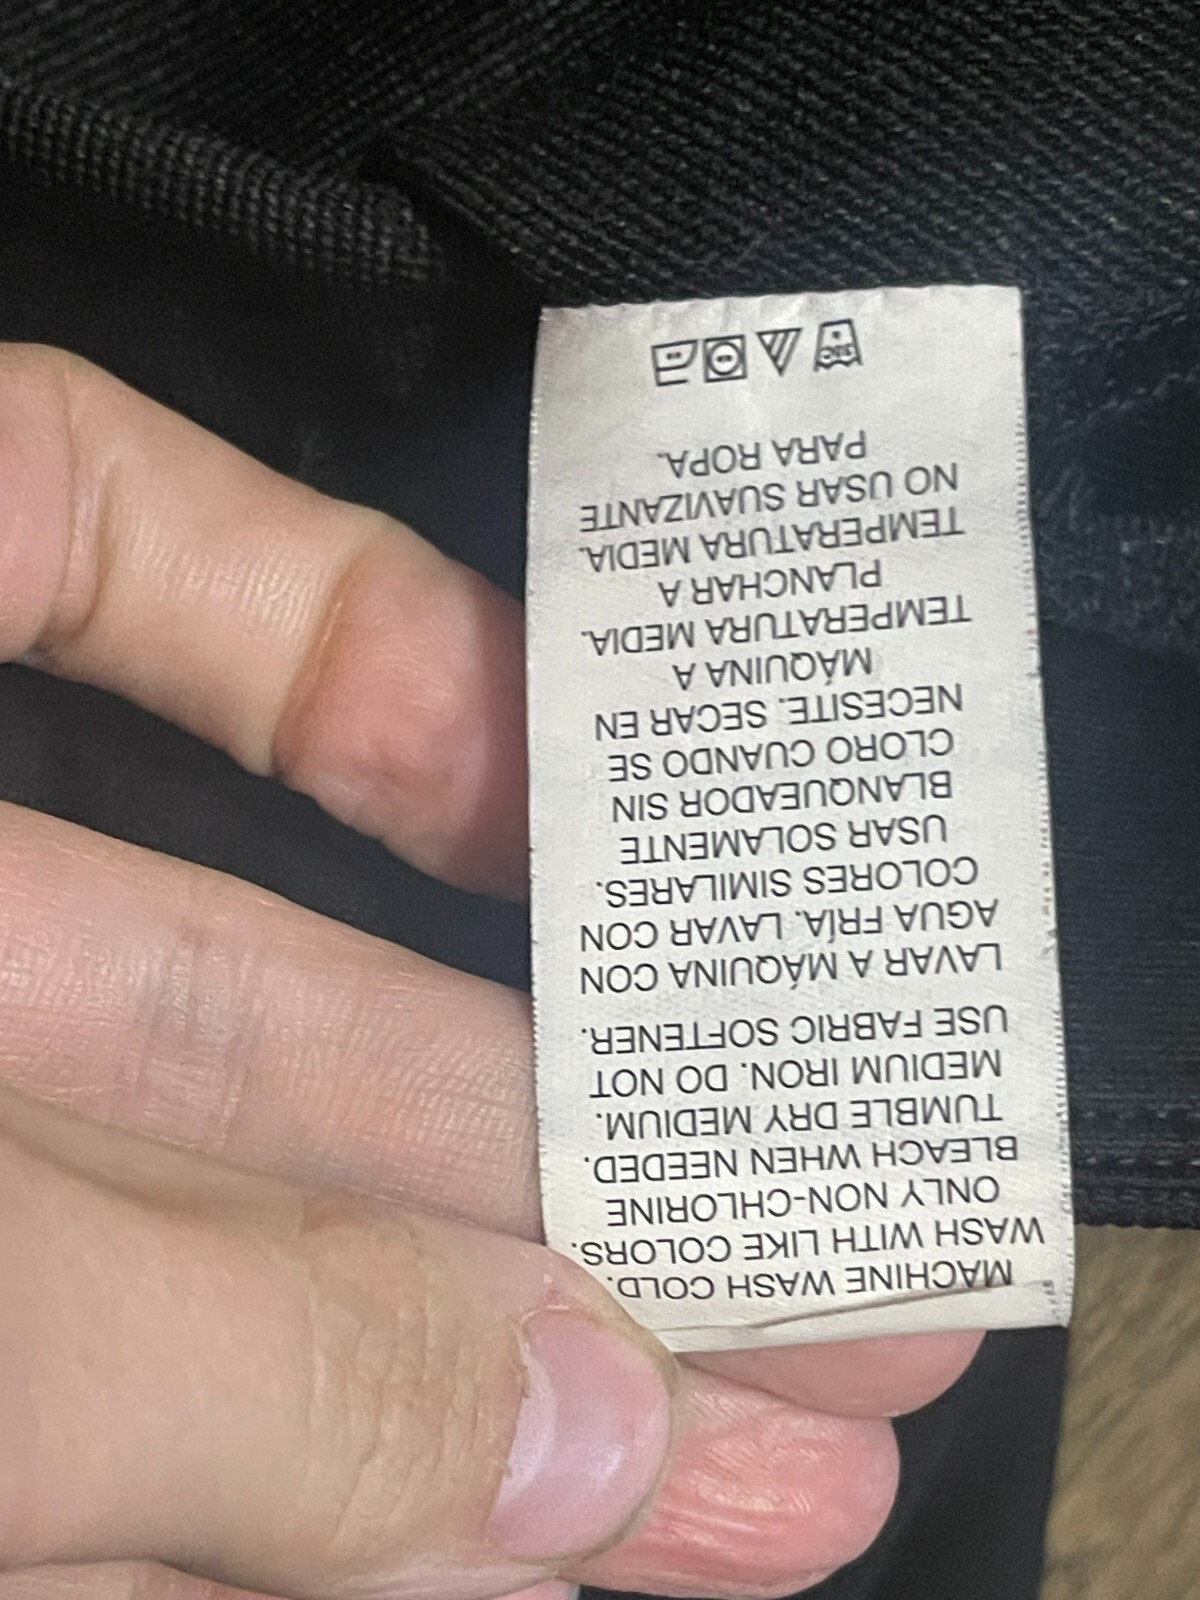 MACHINE WASH COLD.
WASH WITH LIKE COLORS.
ONLY NON-CHLORINE
BLEACH WHEN NEEDED.
TUMBLE DRY MEDIUM.
MEDIUM IRON. DO NOT
USE FABRIC SOFTENER.
LAVAR A MÁQUINA CON
AGUA FRÍA. LAVAR CON
COLORES SIMILARES.
USAR SOLAMENTE
BLANQUEADOR SIN
CLORO CUANDO SE
NECESITE. SECAR EN
MÁQUINA A
TEMPERATURA MEDIA.
PLANCHAR A
TEMPERATURA MEDIA.
NO USAR SUAVIZANTE
PARA ROPA.